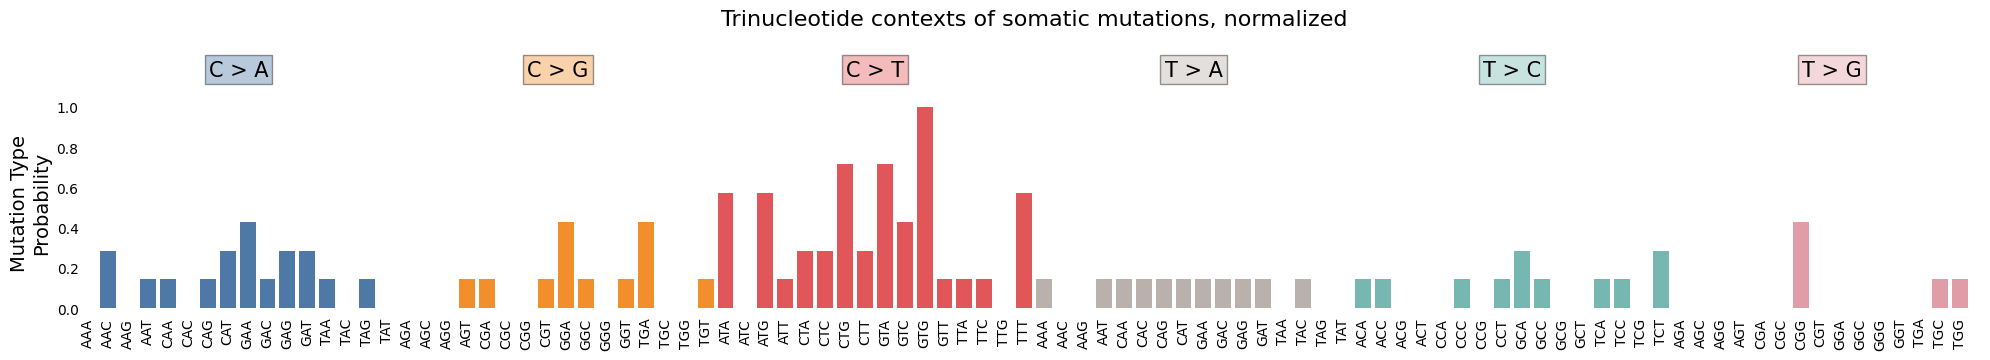 Trinucleotide contexts of somatic mutations, normalized
C > A C > G C > T T > A T > C T > G
Mutation Type
Probability
1.0
0.8
0.6
0.4
0.2
0.0
AAA AAC AAG AAT CAA CAC CAG CAT GAA GAC GAG GAT TAA TAC TAG TAT AGA AGC AGG AGT CGA CGC CGG CGT GGA GGC GGG GGT TGA TGC TGG TGT ATA ATC ATG ATT CTA CTC CTG CTT GTA GTC GTG GTT TTA TTC TTG TTT AAA AAC AAG AAT CAA CAC CAG CAT GAA GAC GAG GAT TAA TAC TAG TAT ACA ACC ACG ACT CCA CCC CCG CCT GCA GCC GCG GCT TCA TCC TCG TCT AGA AGC AGG AGT CGA CGC CGG CGT GGA GGC GGG GGT TGA TGC TGG